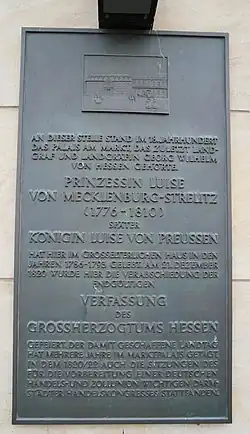 AN DIESER STELLE STAND IM 18. JAHRHUNDERT
DAS PALAIS AM MARKT, DAS ZULETZT LAND-
GRAF UND LANDGRÄFIN GEORG WILHELM
VON HESSEN GEHÖRTE.
PRINZESSIN LUISE
VON MECKLENBURG-STRELITZ
(1776-1810)
SPÄTER
KÖNIGIN LUISE VON PREUSSEN
HAT HIER IM GROSSELTERLICHEN HAUS IN DEN
JAHREN 1786-1793 GELEBT. AM 21. DEZEMBER
1820 WURDE HIER DIE VERABSCHIEDUNG DER
ENDGÜLTIGEN
VERFASSUNG
DES
GROSSHERZOGTUMS HESSEN
GEFEIERT. DER DAMIT GESCHAFFENE LANDTAG
HAT MEHRERE JAHRE IM MARKTPALAIS GETAGT,
IN DEM 1820/22 AUCH DIE SITZUNGEN DES
FÜR DIE VORBEREITUNG EINER DEUTSCHEN
HANDELS- UND ZOLLUNION WICHTIGEN DARM-
STÄDTER HANDELSKONGRESSES STATTFANDEN.